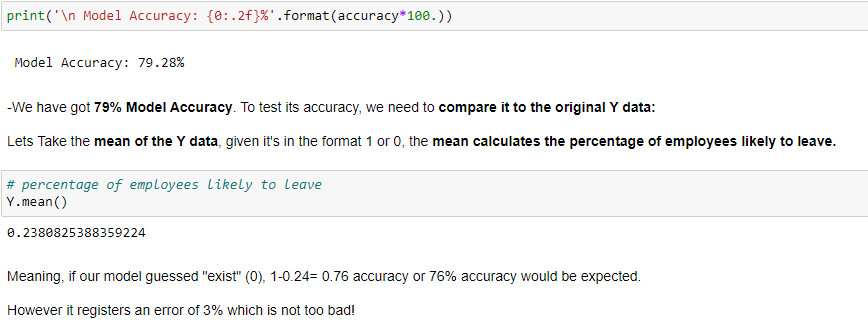 print('\n Model Accuracy: {0:.2f}%'.format(accuracy*100.))
Model Accuracy: 79.28%
-We have got 79% Model Accuracy. To test its accuracy, we need to compare it to the original Y data:
Lets Take the mean of the Y data, given it's in the format 1 or 0, the mean calculates the percentage of employees likely to leave.
# percentage of employees likely to leave
Y.mean()
0.2380825388359224
Meaning, if our model guessed "exist" (0), 1-0.24= 0.76 accuracy or 76% accuracy would be expected.
However it registers an error of 3% which is not too bad!